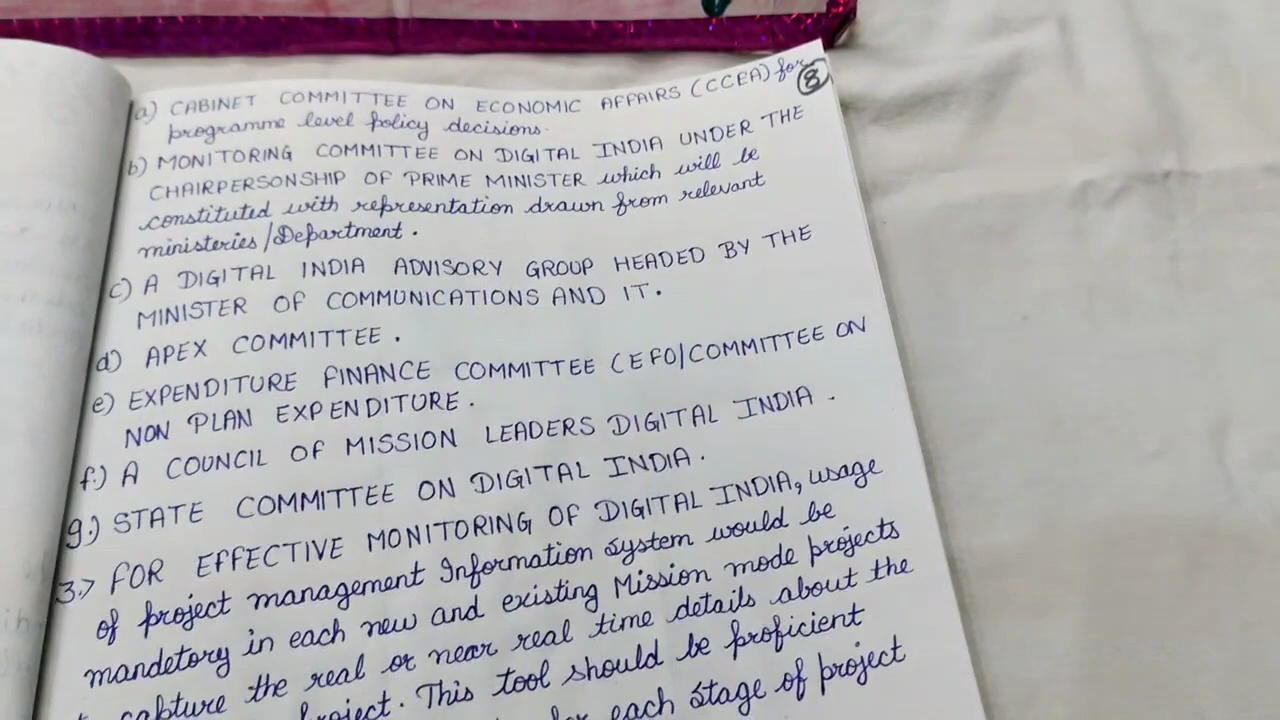 8
a) CABINET COMMITTEE ON ECONOMIC AFFAIRS (CCEA) for
programme level policy decisions.
b) MONITORING COMMITTEE ON DIGITAL INDIA UNDER THE
CHAIRPERSONSHIP OF PRIME MINISTER which will be
constituted with representation drawn from relevant
ministeries/Department.
c) A DIGITAL INDIA ADVISORY GROUP HEADED BY THE
MINISTER OF COMMUNICATIONS AND IT.
d) APEX COMMITTEE.
e) EXPENDITURE FINANCE COMMITTEE (EFO/COMMITTEE ON
NON PLAN EXPENDITURE.
f.) A COUNCIL OF MISSION LEADERS DIGITAL INDIA.
g.) STATE COMMITTEE ON DIGITAL INDIA.
3.> FOR EFFECTIVE MONITORING OF DIGITAL INDIA, usage
of project management Information system would be
mandetory in each new and existing Mission mode projects
capture the real or near real time details about the
project. This tool should be proficient
each stage of project